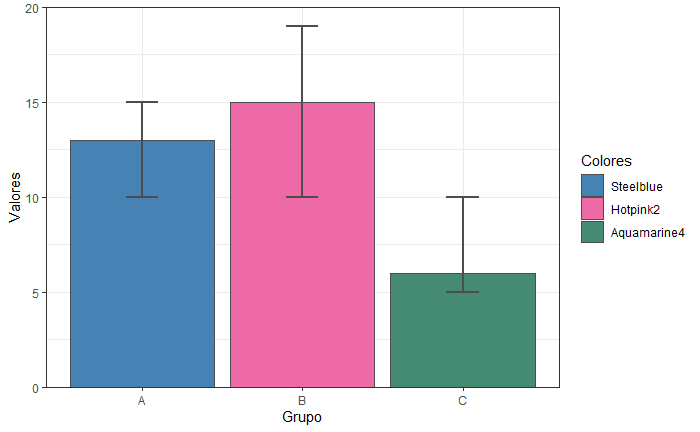 20
15
10
5
0
Valores
A B C
Grupo
Colores
Steelblue
Hotpink2
Aquamarine4